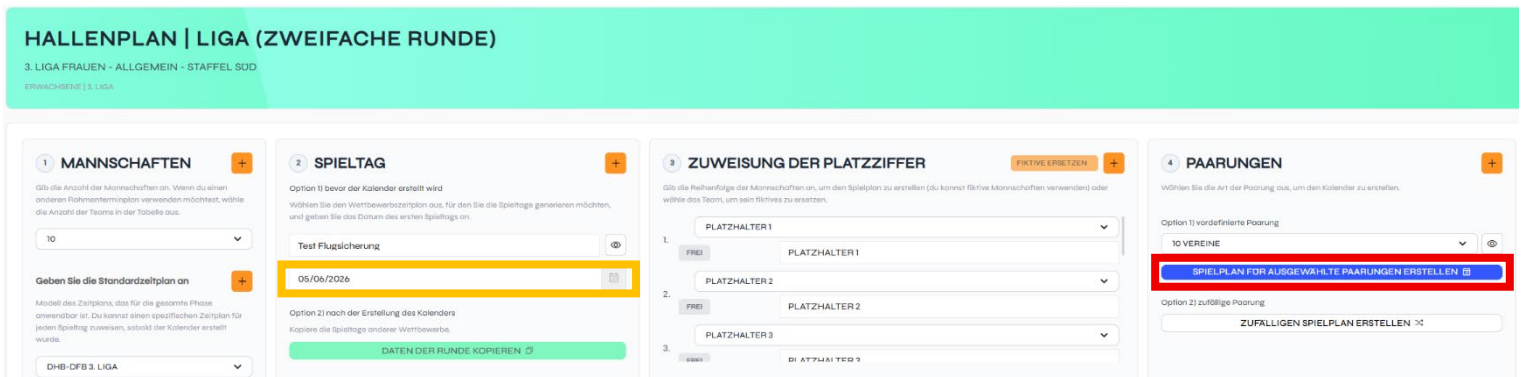 HALLENPLAN | LIGA (ZWEIFACHE RUNDE)
3. LIGA FRAUEN - ALLGEMEIN - STAFFEL SÜD
ERWACHSENE | 3. LIGA
1 MANNSCHAFTEN +
Gib die Anzahl der Mannschaften an. Wenn du einen
anderen Rahmenterminplan verwenden möchtest, wähle
die Anzahl der Teams in der Tabelle aus.
10
Geben Sie die Standardzeitplan an +
Modell des Zeitplans, das für die gesamte Phase
anwendbar ist. Du kannst einen spezifischen Zeitplan für
jeden Spieltag zuweisen, sobald der Kalender erstellt
wurde.
DHB-DFB 3. LIGA
2 SPIELTAG +
Option 1) bevor der Kalender erstellt wird
Wählen Sie den Wettbewerbszeitplan aus, für den Sie die Spieltage generieren möchten,
und geben Sie das Datum des ersten Spieltags an.
Test Flugsicherung
05/06/2026
Option 2) nach der Erstellung des Kalenders
Kopiere die Spieltage anderer Wettbewerbe.
DATEN DER RUNDE KOPIEREN
3 ZUWEISUNG DER PLATZZIFFER FIKTIVE ERSETZEN +
Gib die Reihenfolge der Mannschaften an, um den Spielplan zu erstellen (du kannst fiktive Mannschaften verwenden) oder
wähle das Team, um sein fiktives zu ersetzen.
PLATZHALTER 1
1.
FREI PLATZHALTER 1
PLATZHALTER 2
2.
FREI PLATZHALTER 2
PLATZHALTER 3
3.
FREI PLATZHALTER 3
4 PAARUNGEN +
Wählen Sie die Art der Paarung aus, um den Kalender zu erstellen.
Option 1) vordefinierte Paarung
10 VEREINE
SPIELPLAN FÜR AUSGEWÄHLTE PAARUNGEN ERSTELLEN
Option 2) zufällige Paarung
ZUFÄLLIGEN SPIELPLAN ERSTELLEN